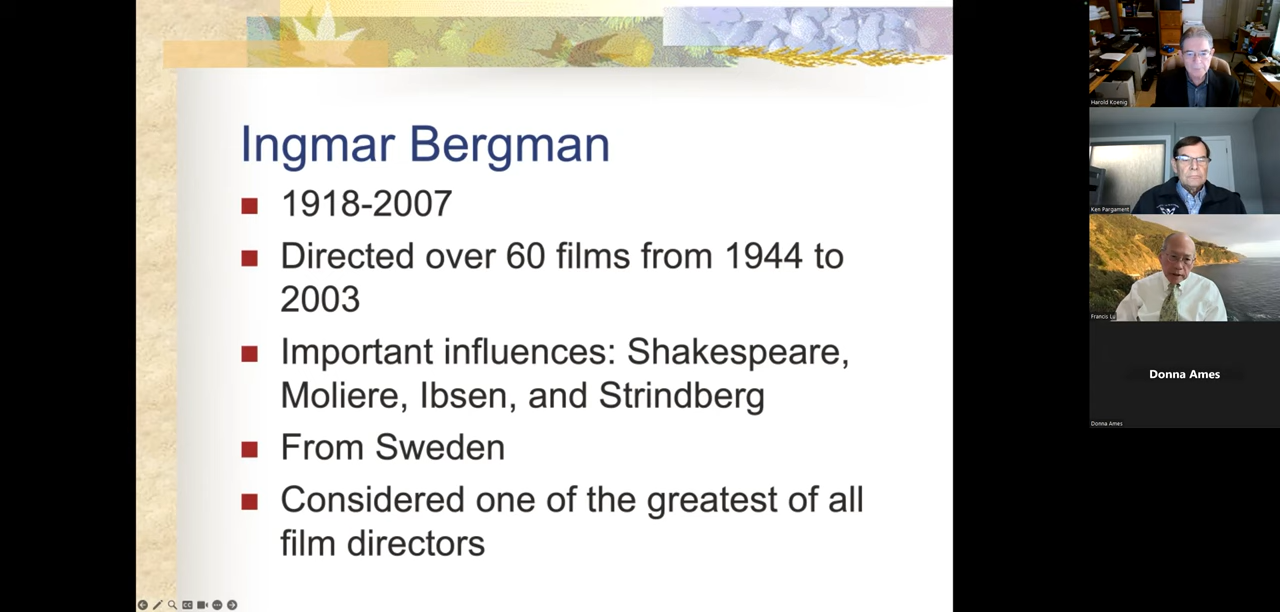 Ingmar Bergman
1918-2007
Directed over 60 films from 1944 to
2003
Important influences: Shakespeare,
Moliere, Ibsen, and Strindberg
From Sweden
Considered one of the greatest of all
film directors
Harold Koenig
Ken Pargament
Francis Lu
Donna Ames
Donna Ames